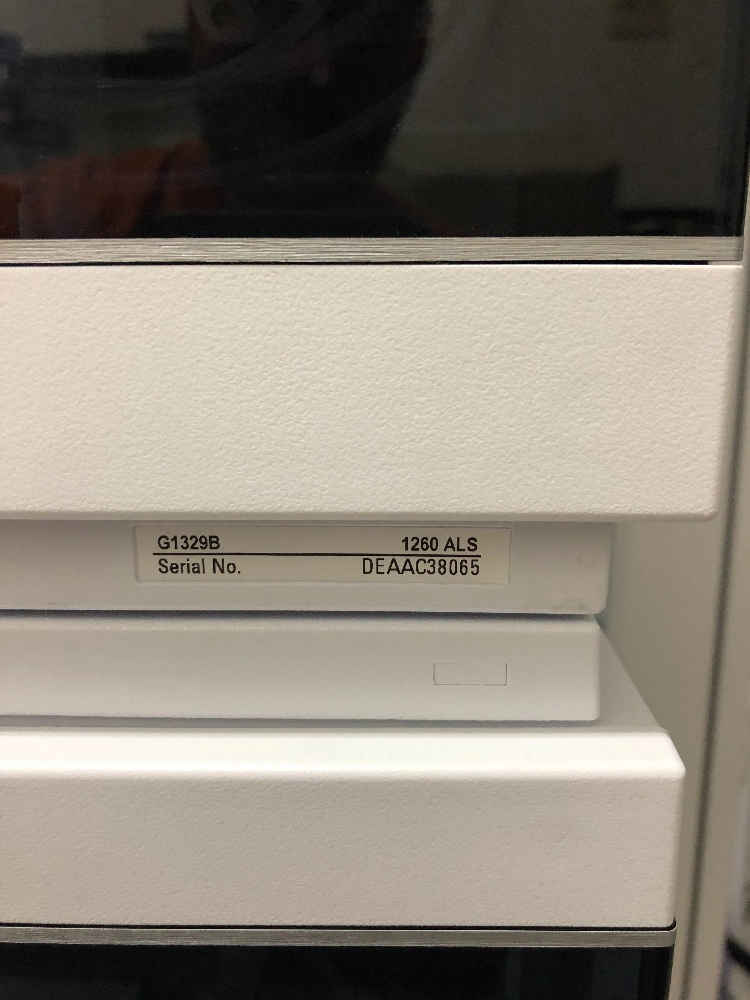 G1329B 1260 ALS
Serial No. DEAAC38065